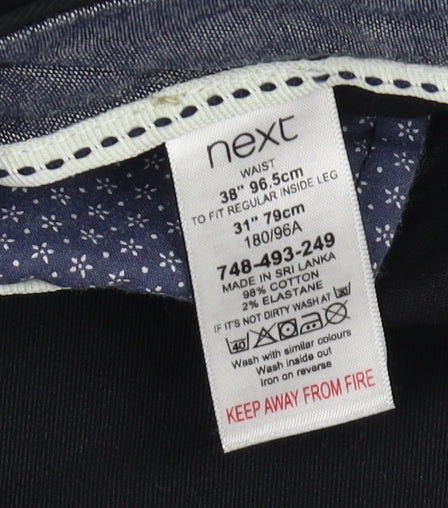 next
WAIST
38" 96.5cm
TO FIT REGULAR INSIDE LEG
31" 79cm
180/96A
748-493-249
MADE IN SRI LANKA
98% COTTON
2% ELASTANE
IF IT'S NOT DIRTY WASH AT 30
40
Wash with similar colours
Wash inside out
Iron on reverse
KEEP AWAY FROM FIRE